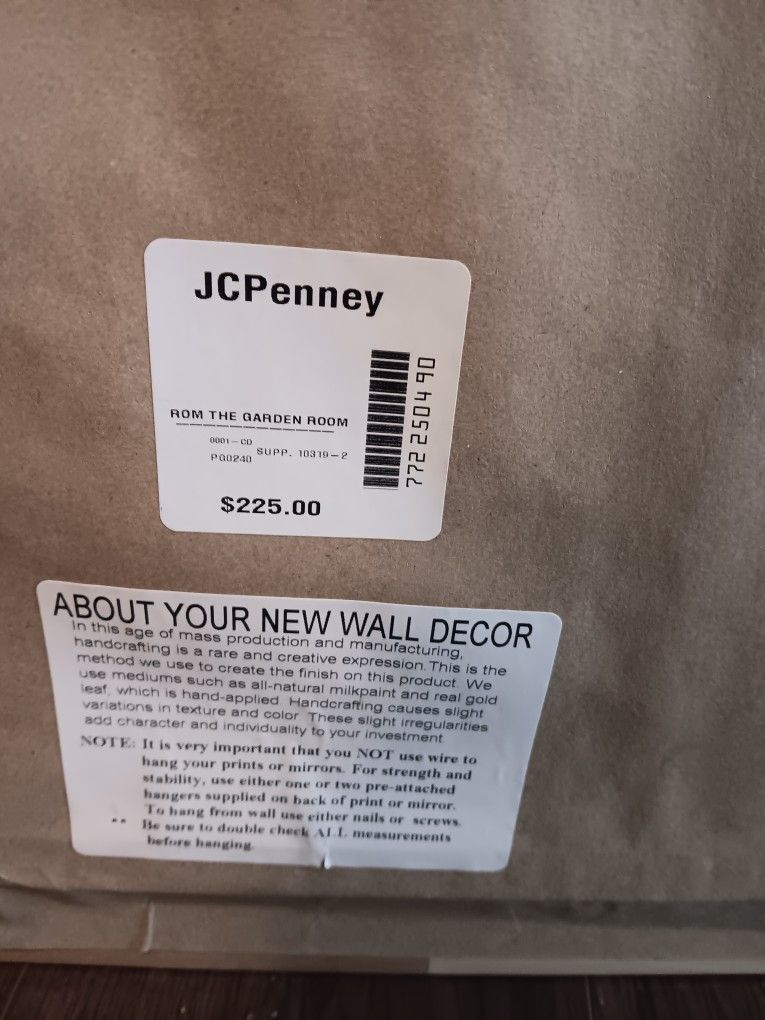 JCPenney
ROM THE GARDEN ROOM
0001-CD
PG0240 SUPP. 10319-2
$225.00
772 250490
ABOUT YOUR NEW WALL DECOR
In this age of mass production and manufacturing,
handcrafting is a rare and creative expression. This is the
method we use to create the finish on this product. We
use mediums such as all-natural milkpaint and real gold
leaf, which is hand-applied. Handcrafting causes slight
variations in texture and color. These slight irregularities
add character and individuality to your investment
NOTE: It is very important that you NOT use wire to
hang your prints or mirrors. For strength and
stability, use either one or two pre-attached
hangers supplied on back of print or mirror.
To hang from wall use either nails or screws.
** Be sure to double check ALL measurements
before hanging.